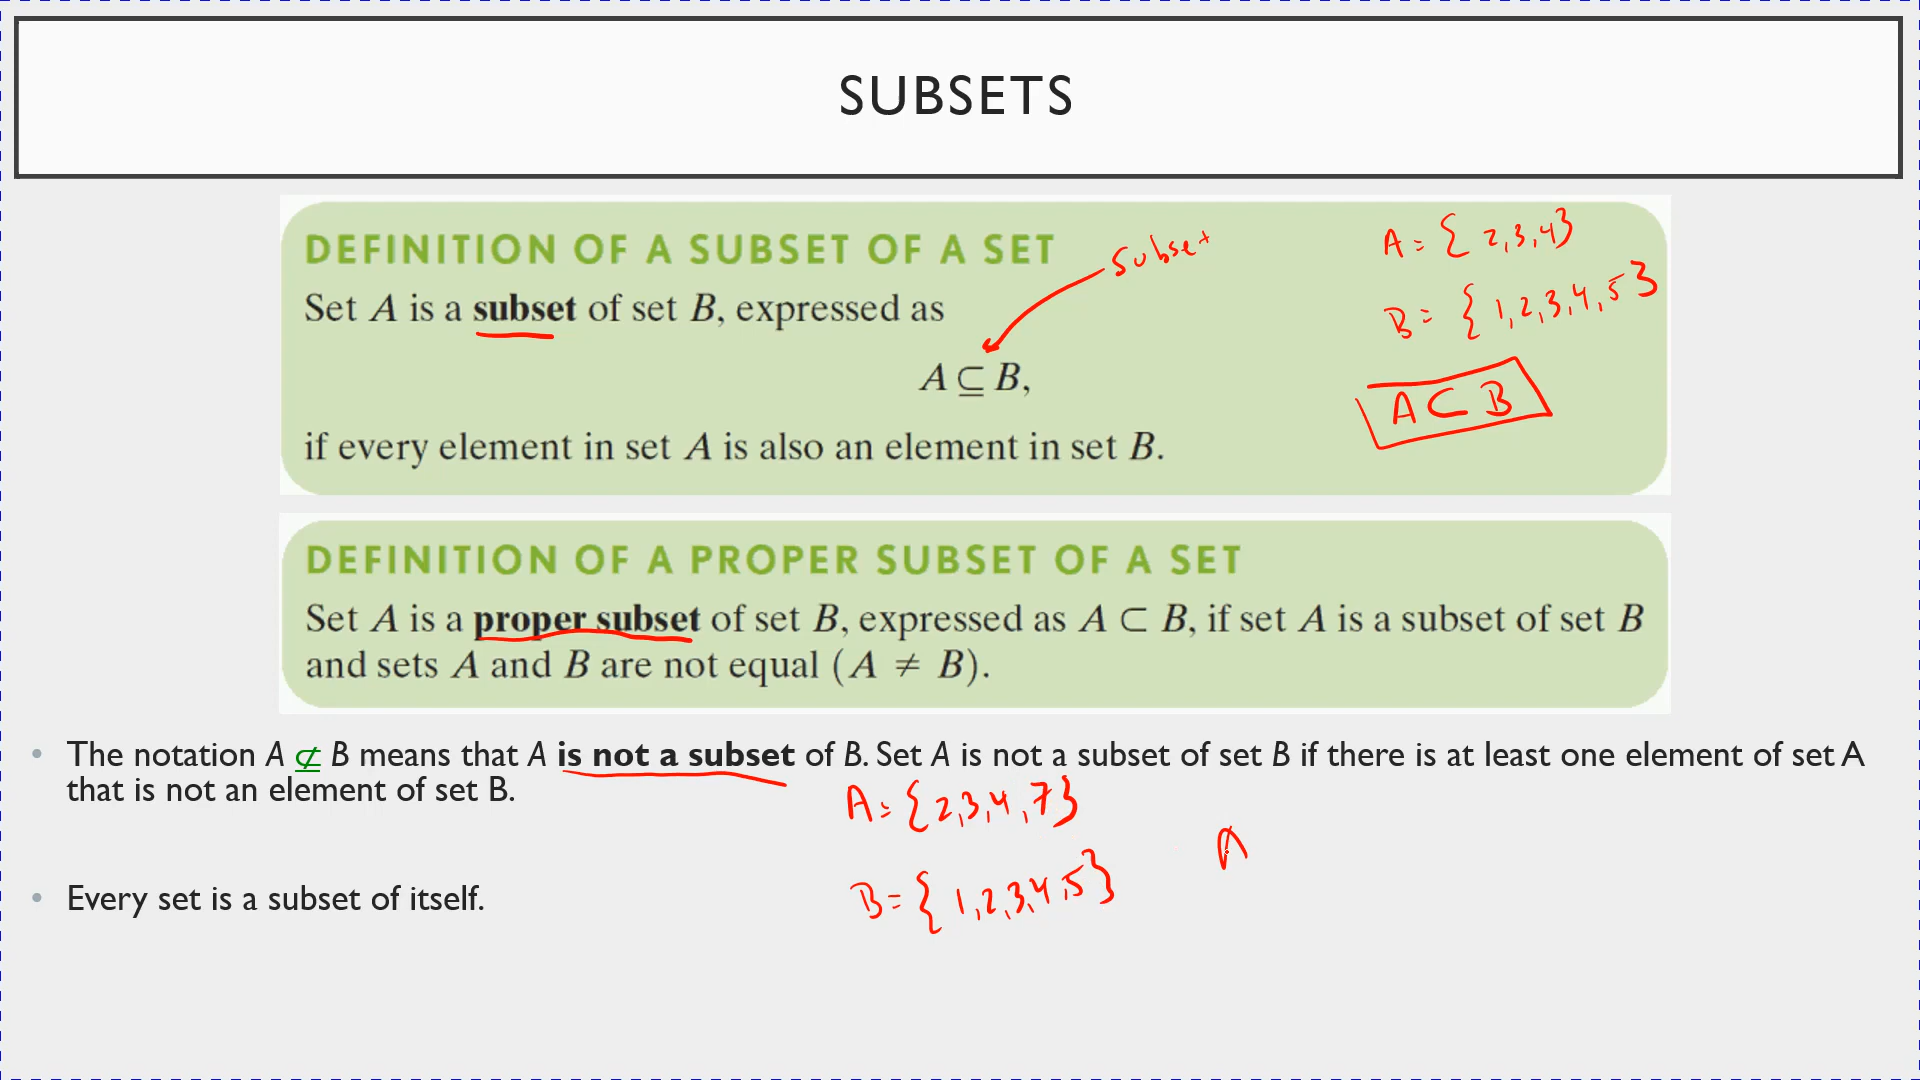 SUBSETS
DEFINITION OF A SUBSET OF A SET
Set A is a subset of set B, expressed as
A ⊆ B,
if every element in set A is also an element in set B.
Subset
A = { 2,3,4}
B = { 1,2,3,4,5}
A ⊂ B
DEFINITION OF A PROPER SUBSET OF A SET
Set A is a proper subset of set B, expressed as A ⊂ B, if set A is a subset of set B
and sets A and B are not equal (A ≠ B).
• The notation A ⊄ B means that A is not a subset of B. Set A is not a subset of set B if there is at least one element of set A
that is not an element of set B.
A = {2,3,4,7}
A
• Every set is a subset of itself.
B = { 1,2,3,4,5}